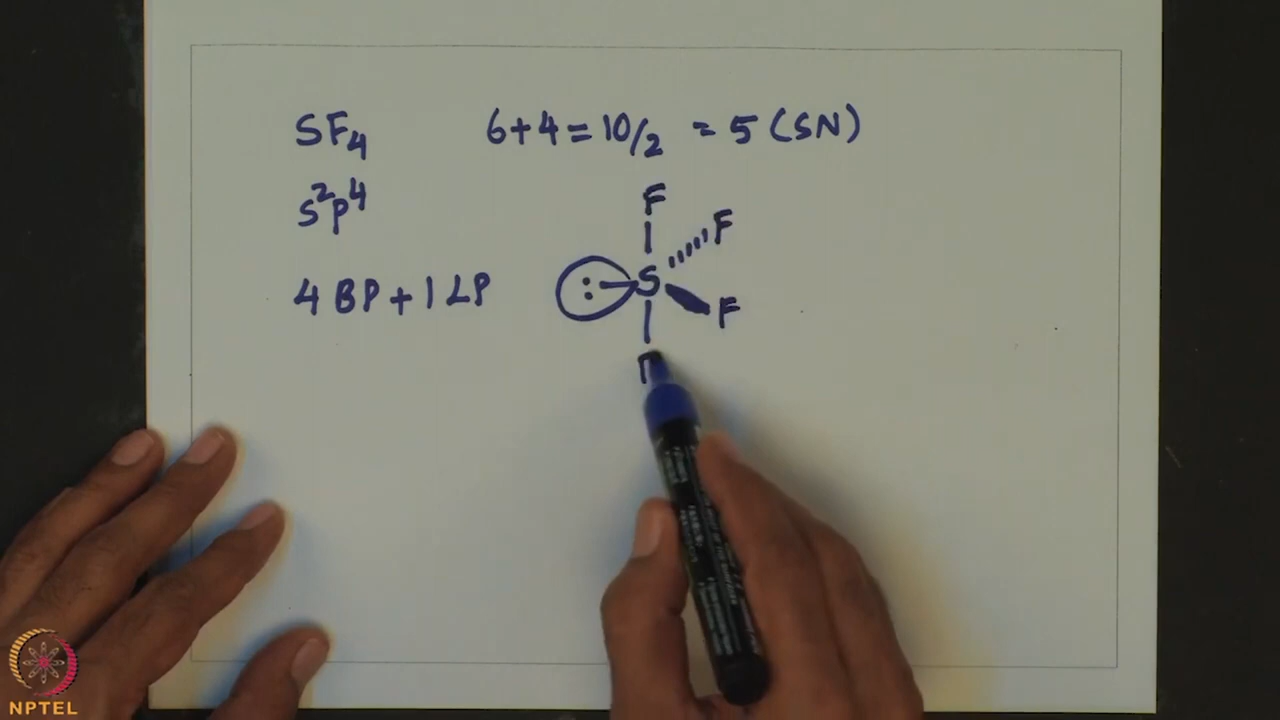 SF₄ 6+4=10/2 = 5 (SN)
s²p⁴
F
F
4 BP + 1 LP : S
F
NPTEL